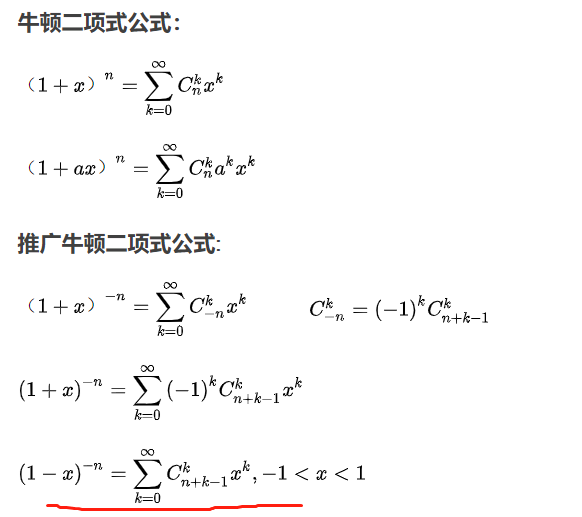 牛顿二项式公式：
（1 + x）^n = \sum_{k=0}^{\infty} C_n^k x^k
（1 + ax）^n = \sum_{k=0}^{\infty} C_n^k a^k x^k
推广牛顿二项式公式:
（1 + x）^{-n} = \sum_{k=0}^{\infty} C_{-n}^k x^k C_{-n}^k = (-1)^k C_{n+k-1}^k
(1 + x)^{-n} = \sum_{k=0}^{\infty} (-1)^k C_{n+k-1}^k x^k
(1 - x)^{-n} = \sum_{k=0}^{\infty} C_{n+k-1}^k x^k, -1 < x < 1